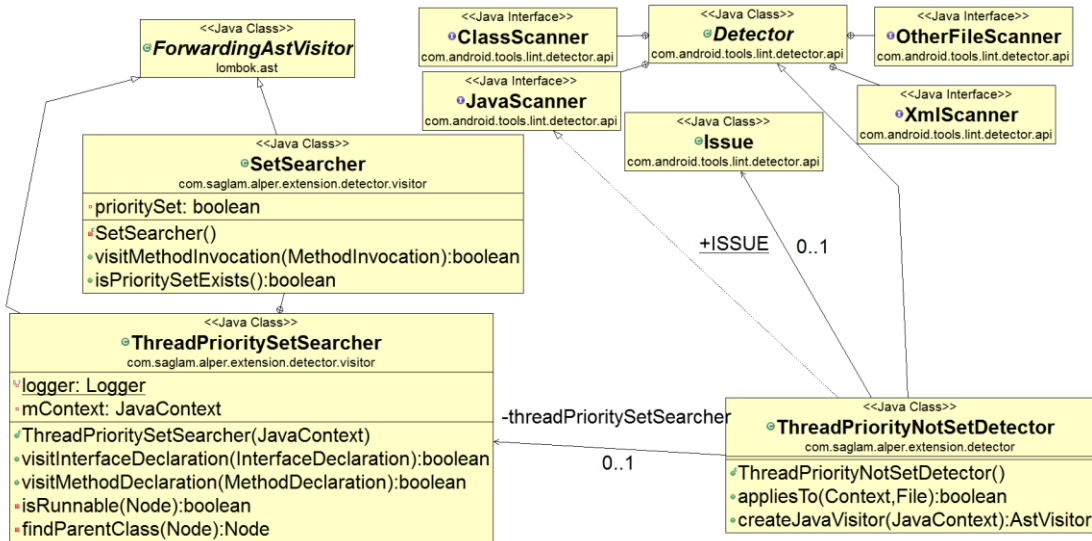 <<Java Class>>
ForwardingAstVisitor
lombok.ast
<<Java Interface>>
ClassScanner
com.android.tools.lint.detector.api
<<Java Class>>
Detector
com.android.tools.lint.detector.api
<<Java Interface>>
OtherFileScanner
com.android.tools.lint.detector.api
<<Java Interface>>
JavaScanner
com.android.tools.lint.detector.api
<<Java Interface>>
XmlScanner
com.android.tools.lint.detector.api
<<Java Class>>
Issue
com.android.tools.lint.detector.api
<<Java Class>>
SetSearcher
com.saglam.alper.extension.detector.visitor
prioritySet: boolean
SetSearcher()
visitMethodInvocation(MethodInvocation):boolean
isPrioritySetExists():boolean
+ISSUE
0..1
<<Java Class>>
ThreadPrioritySetSearcher
com.saglam.alper.extension.detector.visitor
logger: Logger
mContext: JavaContext
ThreadPrioritySetSearcher(JavaContext)
visitInterfaceDeclaration(InterfaceDeclaration):boolean
visitMethodDeclaration(MethodDeclaration):boolean
isRunnable(Node):boolean
findParentClass(Node):Node
-threadPrioritySetSearcher
0..1
<<Java Class>>
ThreadPriorityNotSetDetector
com.saglam.alper.extension.detector
ThreadPriorityNotSetDetector()
appliesTo(Context,File):boolean
createJavaVisitor(JavaContext):AstVisitor